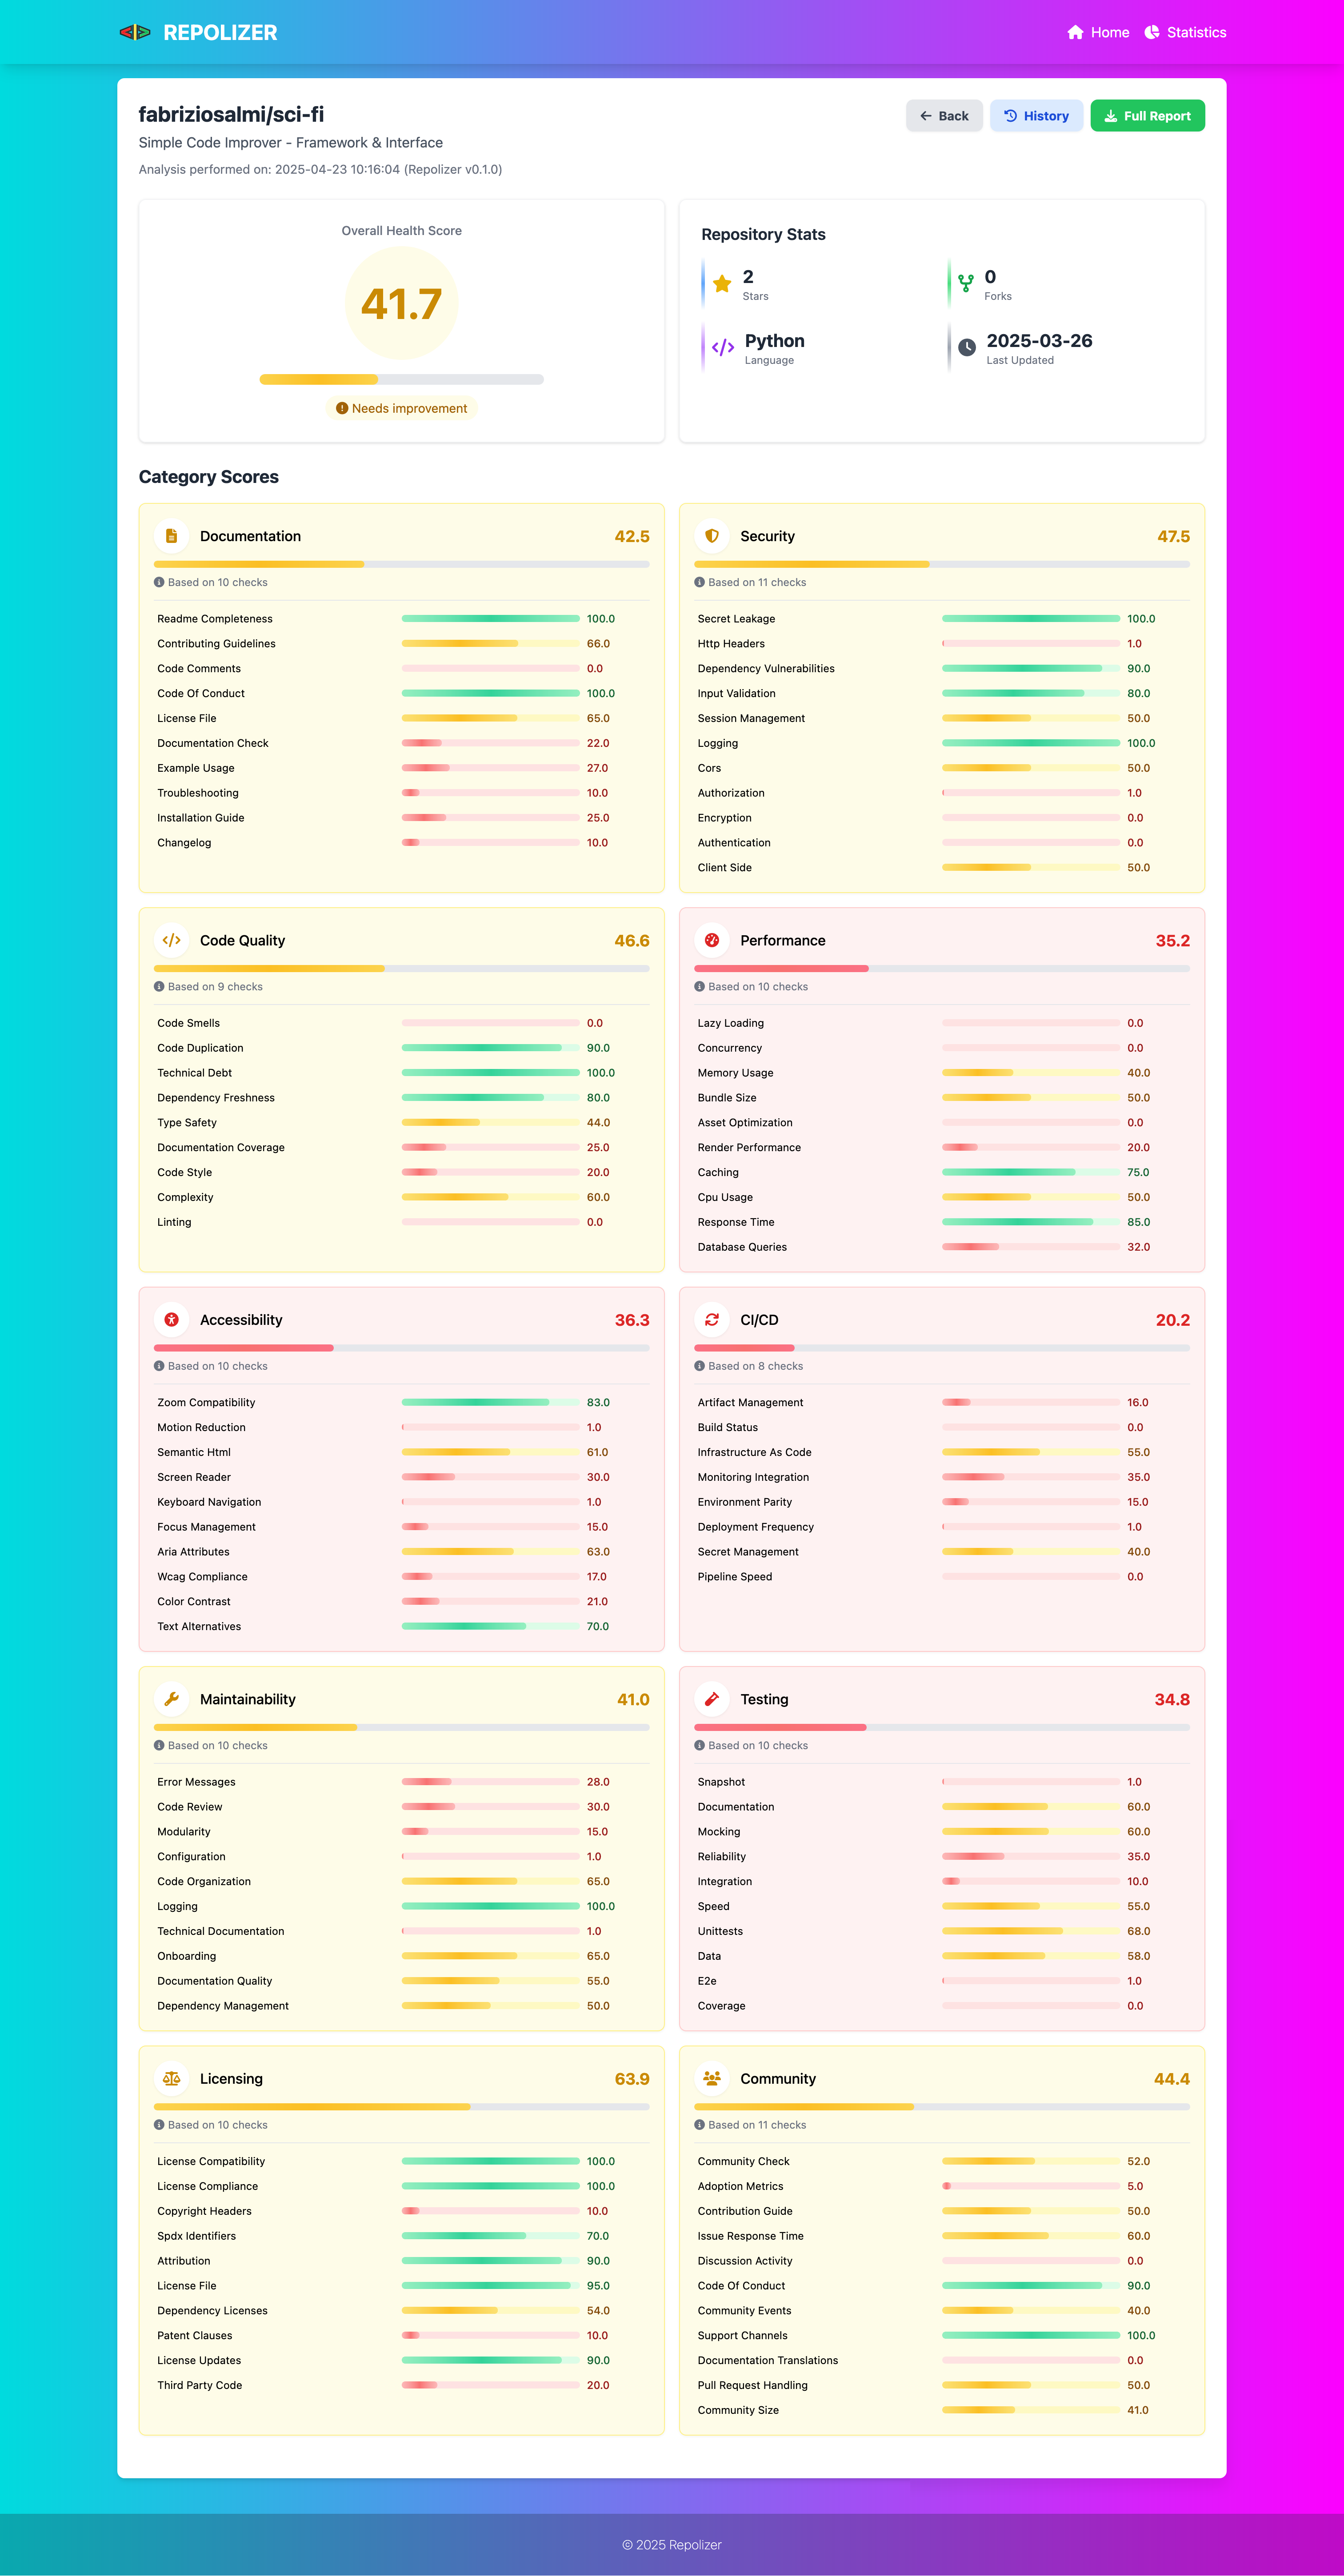 REPOLIZER
Home
Statistics
fabriziosalmi/sci-fi
Back
History
Full Report
Simple Code Improver - Framework & Interface
Analysis performed on: 2025-04-23 10:16:04 (Repolizer v0.1.0)
Overall Health Score
41.7
Needs improvement
Repository Stats
2
Stars
0
Forks
Python
Language
2025-03-26
Last Updated
Category Scores
Documentation 42.5
Based on 10 checks
Readme Completeness 100.0
Contributing Guidelines 66.0
Code Comments 0.0
Code Of Conduct 100.0
License File 65.0
Documentation Check 22.0
Example Usage 27.0
Troubleshooting 10.0
Installation Guide 25.0
Changelog 10.0
Security 47.5
Based on 11 checks
Secret Leakage 100.0
Http Headers 1.0
Dependency Vulnerabilities 90.0
Input Validation 80.0
Session Management 50.0
Logging 100.0
Cors 50.0
Authorization 1.0
Encryption 0.0
Authentication 0.0
Client Side 50.0
Code Quality 46.6
Based on 9 checks
Code Smells 0.0
Code Duplication 90.0
Technical Debt 100.0
Dependency Freshness 80.0
Type Safety 44.0
Documentation Coverage 25.0
Code Style 20.0
Complexity 60.0
Linting 0.0
Performance 35.2
Based on 10 checks
Lazy Loading 0.0
Concurrency 0.0
Memory Usage 40.0
Bundle Size 50.0
Asset Optimization 0.0
Render Performance 20.0
Caching 75.0
Cpu Usage 50.0
Response Time 85.0
Database Queries 32.0
Accessibility 36.3
Based on 10 checks
Zoom Compatibility 83.0
Motion Reduction 1.0
Semantic Html 61.0
Screen Reader 30.0
Keyboard Navigation 1.0
Focus Management 15.0
Aria Attributes 63.0
Wcag Compliance 17.0
Color Contrast 21.0
Text Alternatives 70.0
CI/CD 20.2
Based on 8 checks
Artifact Management 16.0
Build Status 0.0
Infrastructure As Code 55.0
Monitoring Integration 35.0
Environment Parity 15.0
Deployment Frequency 1.0
Secret Management 40.0
Pipeline Speed 0.0
Maintainability 41.0
Based on 10 checks
Error Messages 28.0
Code Review 30.0
Modularity 15.0
Configuration 1.0
Code Organization 65.0
Logging 100.0
Technical Documentation 1.0
Onboarding 65.0
Documentation Quality 55.0
Dependency Management 50.0
Testing 34.8
Based on 10 checks
Snapshot 1.0
Documentation 60.0
Mocking 60.0
Reliability 35.0
Integration 10.0
Speed 55.0
Unittests 68.0
Data 58.0
E2e 1.0
Coverage 0.0
Licensing 63.9
Based on 10 checks
License Compatibility 100.0
License Compliance 100.0
Copyright Headers 10.0
Spdx Identifiers 70.0
Attribution 90.0
License File 95.0
Dependency Licenses 54.0
Patent Clauses 10.0
License Updates 90.0
Third Party Code 20.0
Community 44.4
Based on 11 checks
Community Check 52.0
Adoption Metrics 5.0
Contribution Guide 50.0
Issue Response Time 60.0
Discussion Activity 0.0
Code Of Conduct 90.0
Community Events 40.0
Support Channels 100.0
Documentation Translations 0.0
Pull Request Handling 50.0
Community Size 41.0
© 2025 Repolizer